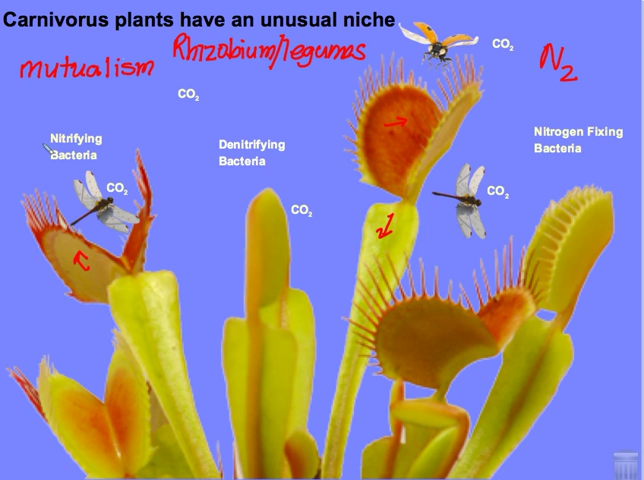 Carnivorus plants have an unusual niche
mutualism
Rhizobium/legumes
N2
CO2
CO2
Nitrifying
Bacteria
Denitrifying
Bacteria
Nitrogen Fixing
Bacteria
CO2
CO2
CO2